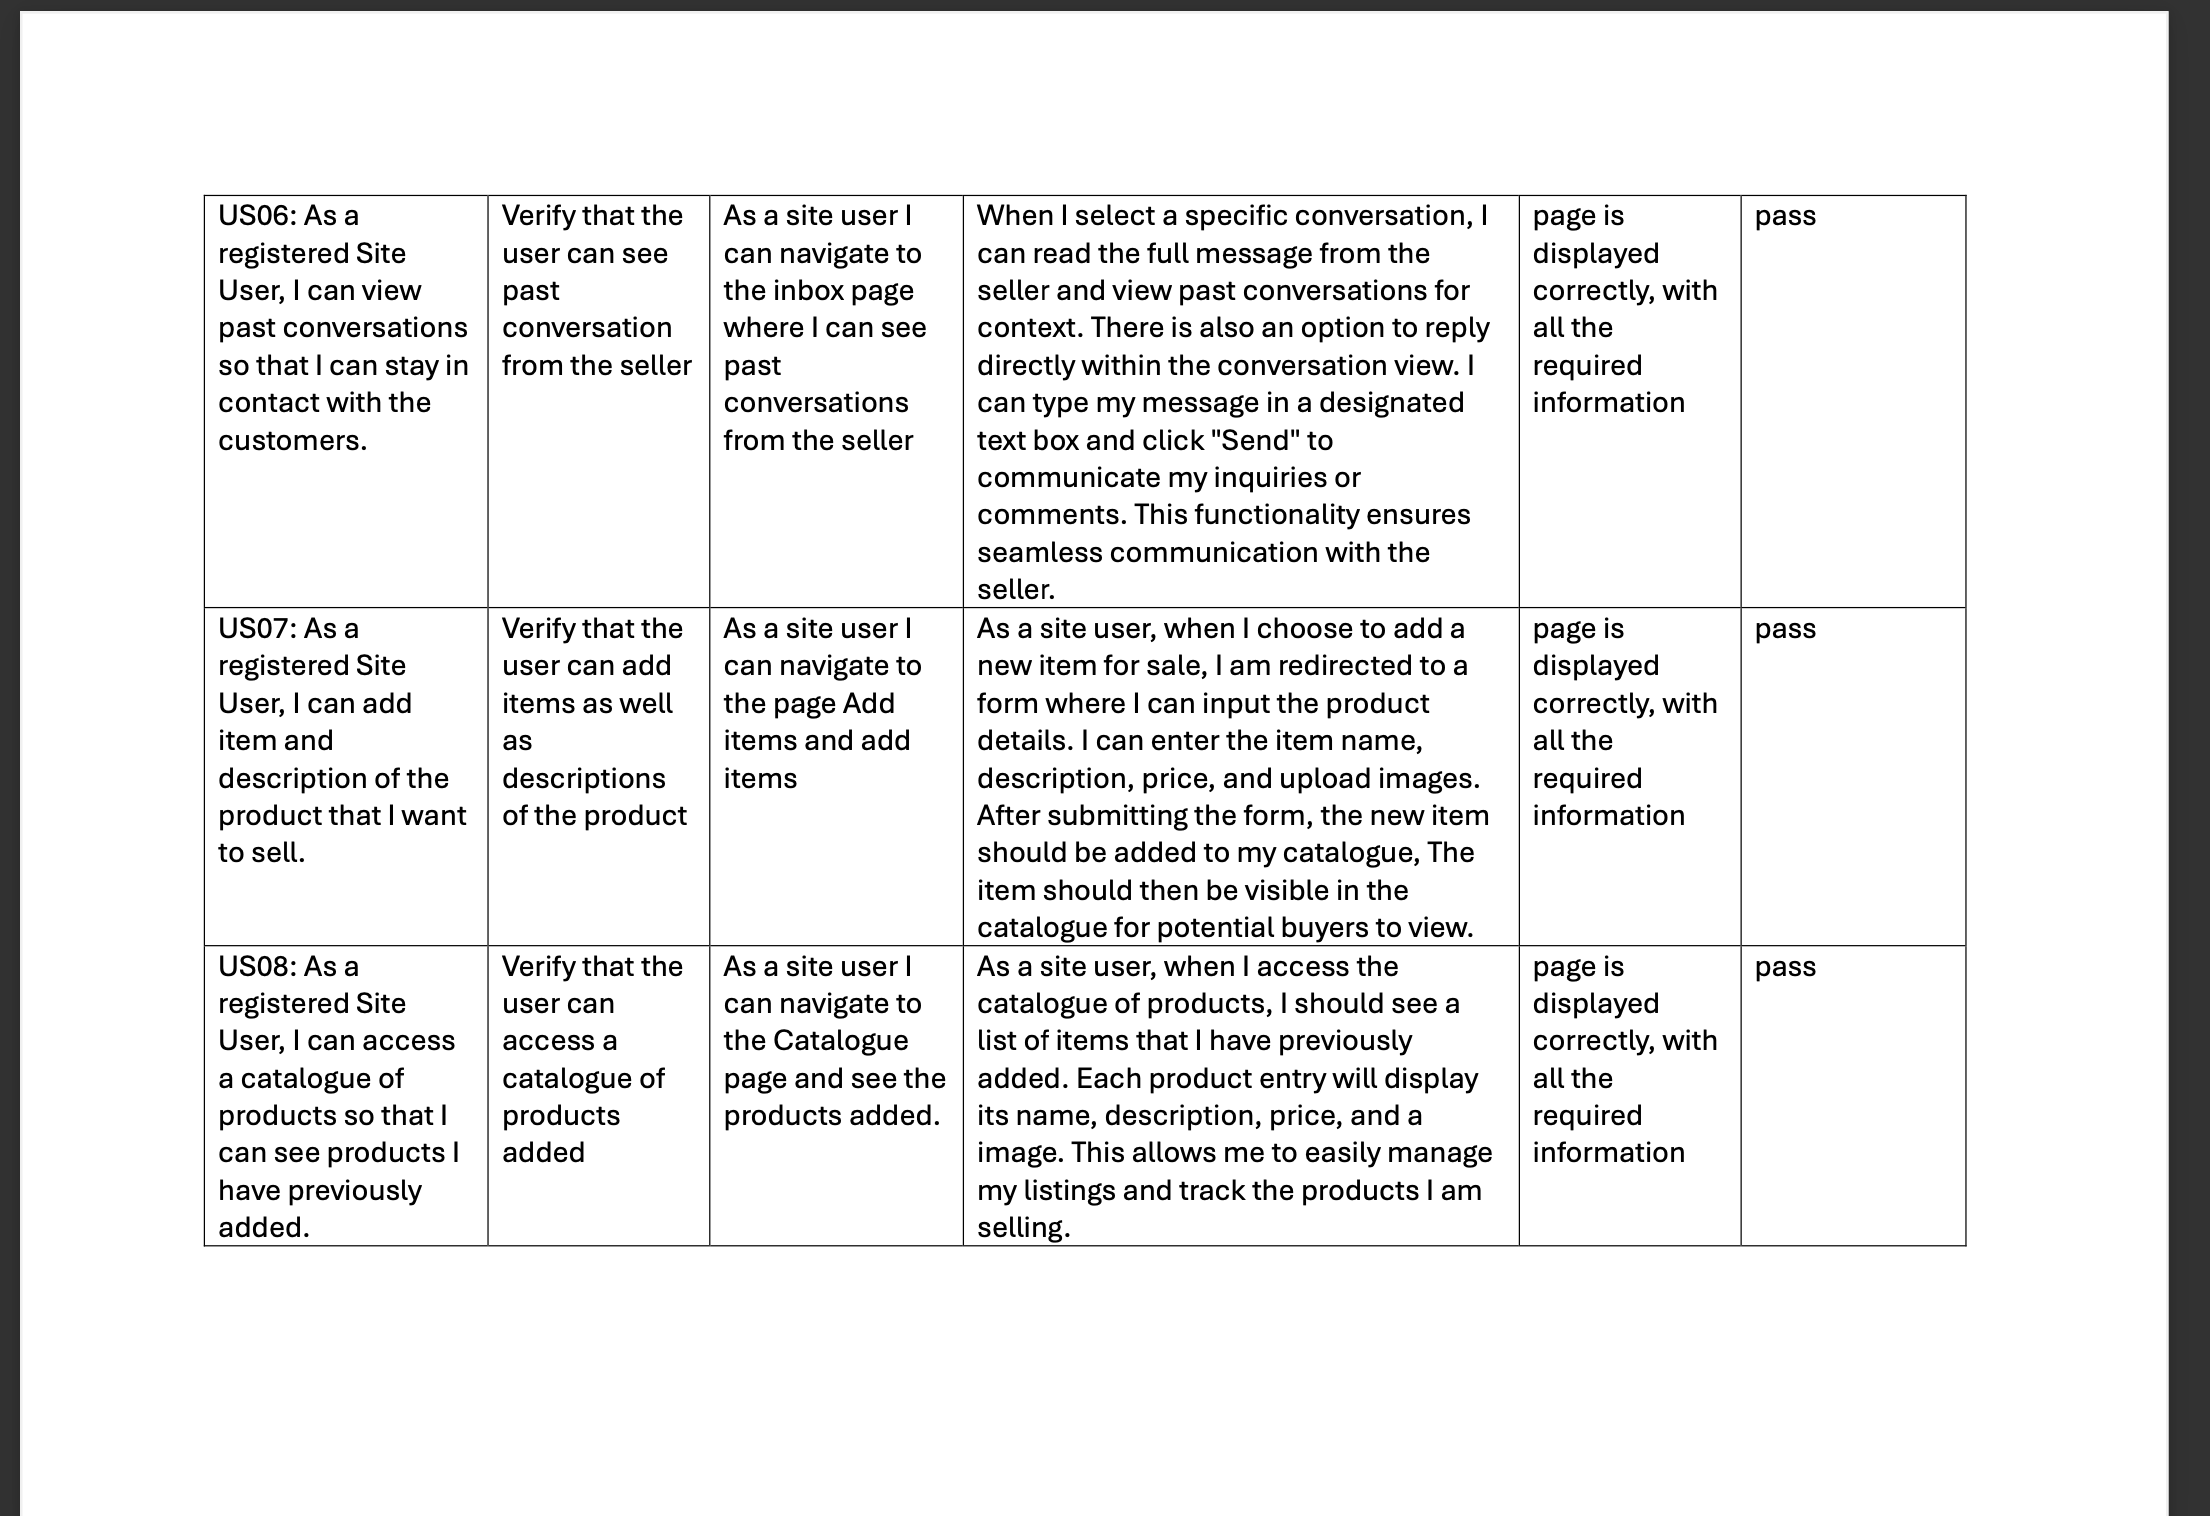 US06: As a
registered Site
User, I can view
past conversations
so that I can stay in
contact with the
customers.
Verify that the
user can see
past
conversation
from the seller
As a site user I
can navigate to
the inbox page
where I can see
past
conversations
from the seller
When I select a specific conversation, I
can read the full message from the
seller and view past conversations for
context. There is also an option to reply
directly within the conversation view. I
can type my message in a designated
text box and click "Send" to
communicate my inquiries or
comments. This functionality ensures
seamless communication with the
seller.
page is
displayed
correctly, with
all the
required
information
pass
US07: As a
registered Site
User, I can add
item and
description of the
product that I want
to sell.
Verify that the
user can add
items as well
as
descriptions
of the product
As a site user I
can navigate to
the page Add
items and add
items
As a site user, when I choose to add a
new item for sale, I am redirected to a
form where I can input the product
details. I can enter the item name,
description, price, and upload images.
After submitting the form, the new item
should be added to my catalogue, The
item should then be visible in the
catalogue for potential buyers to view.
page is
displayed
correctly, with
all the
required
information
pass
US08: As a
registered Site
User, I can access
a catalogue of
products so that I
can see products I
have previously
added.
Verify that the
user can
access a
catalogue of
products
added
As a site user I
can navigate to
the Catalogue
page and see the
products added.
As a site user, when I access the
catalogue of products, I should see a
list of items that I have previously
added. Each product entry will display
its name, description, price, and a
image. This allows me to easily manage
my listings and track the products I am
selling.
page is
displayed
correctly, with
all the
required
information
pass